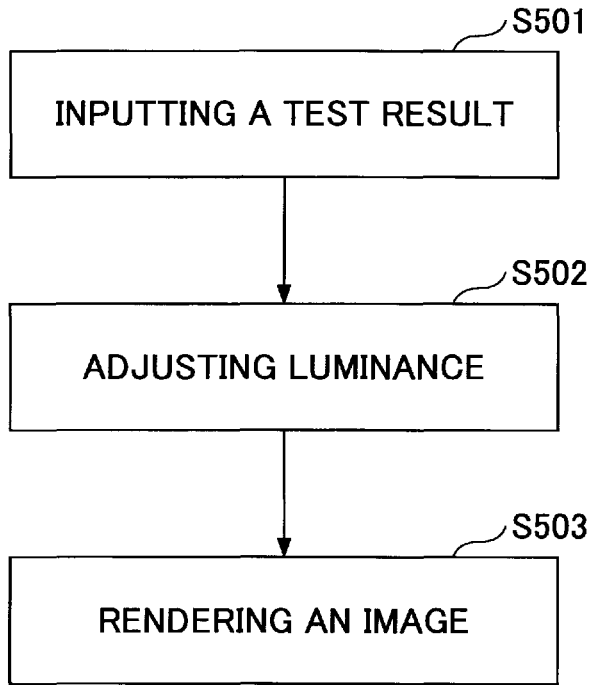 S501
INPUTTING A TEST RESULT
S502
ADJUSTING LUMINANCE
S503
RENDERING AN IMAGE